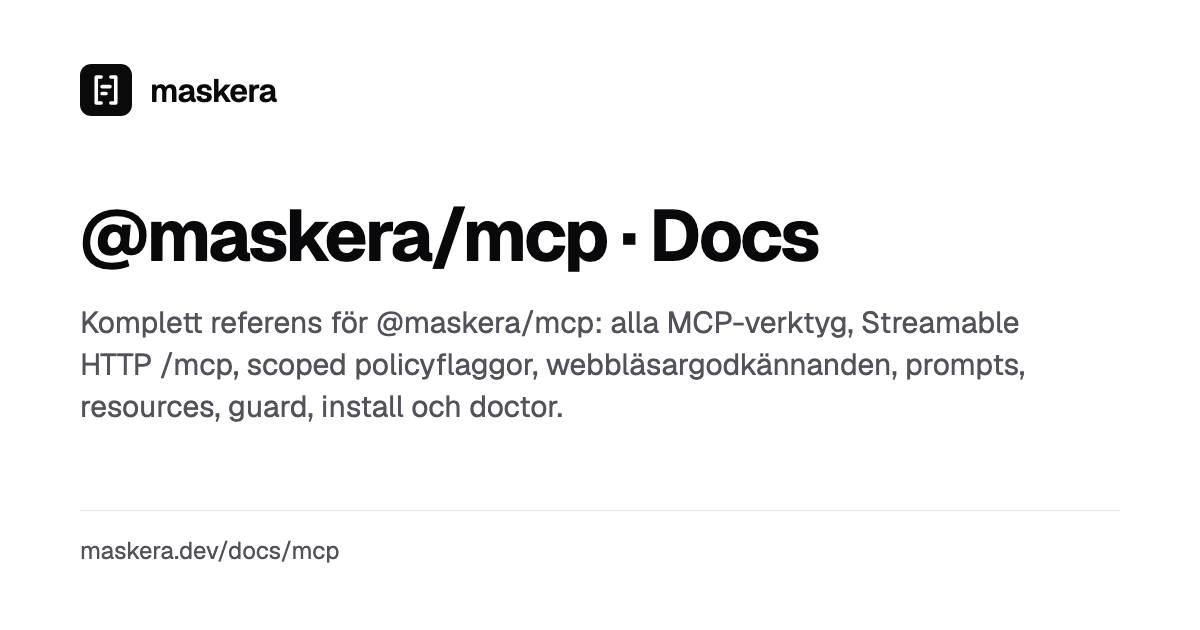 maskera
@maskera/mcp · Docs
Komplett referens för @maskera/mcp: alla MCP-verktyg, Streamable
HTTP /mcp, scoped policyflaggor, webbläsargodkännanden, prompts,
resources, guard, install och doctor.
maskera.dev/docs/mcp